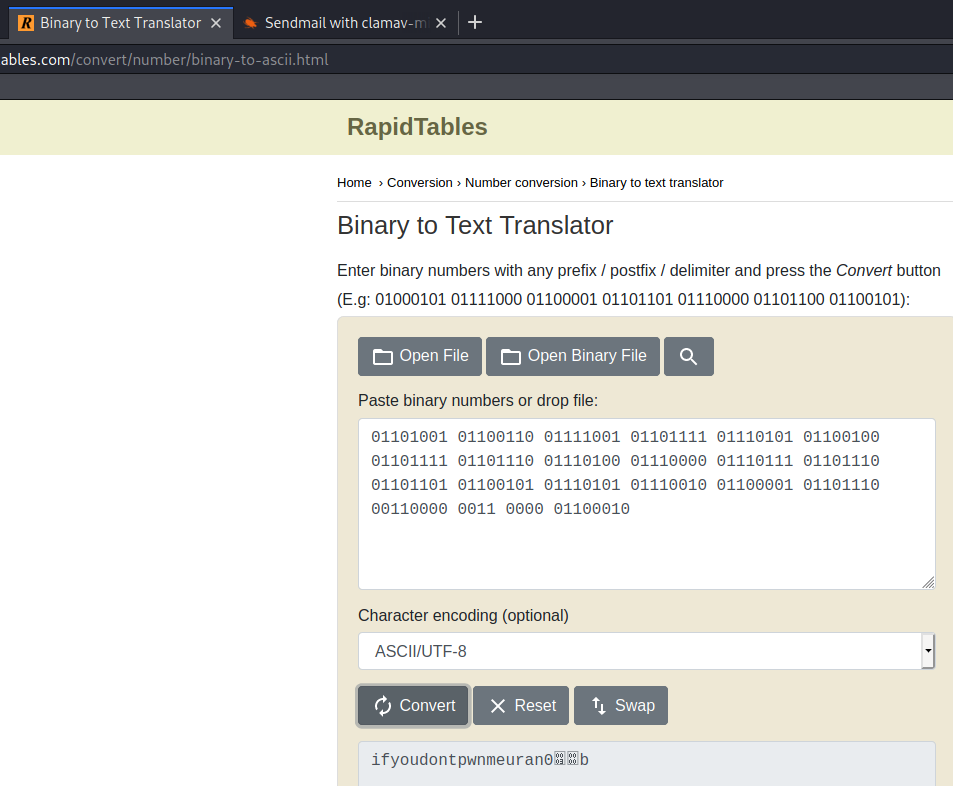 Binary to Text Translator
Sendmail with clamav-m
ables.com/convert/number/binary-to-ascii.html
RapidTables
Home › Conversion › Number conversion › Binary to text translator
Binary to Text Translator
Enter binary numbers with any prefix / postfix / delimiter and press the Convert button
(E.g: 01000101 01111000 01100001 01101101 01110000 01101100 01100101):
Open File Open Binary File
Paste binary numbers or drop file:
01101001 01100110 01111001 01101111 01110101 01100100
01101111 01101110 01110100 01110000 01110111 01101110
01101101 01100101 01110101 01110010 01100001 01101110
00110000 0011 0000 01100010
Character encoding (optional)
ASCII/UTF-8
Convert Reset Swap
ifyoudontpwnmeuran0b